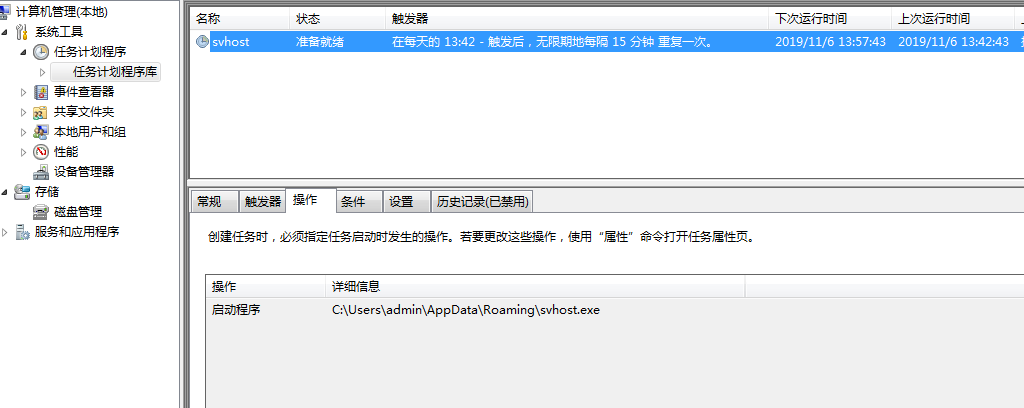 计算机管理(本地)
系统工具
任务计划程序
任务计划程序库
事件查看器
共享文件夹
本地用户和组
性能
设备管理器
存储
磁盘管理
服务和应用程序
名称 状态 触发器 下次运行时间 上次运行时间
svhost 准备就绪 在每天的 13:42 - 触发后，无限期地每隔 15 分钟 重复一次。 2019/11/6 13:57:43 2019/11/6 13:42:43
常规 触发器 操作 条件 设置 历史记录(已禁用)
创建任务时，必须指定任务启动时发生的操作。若要更改这些操作，使用“属性”命令打开任务属性页。
操作 详细信息
启动程序 C:\Users\admin\AppData\Roaming\svhost.exe